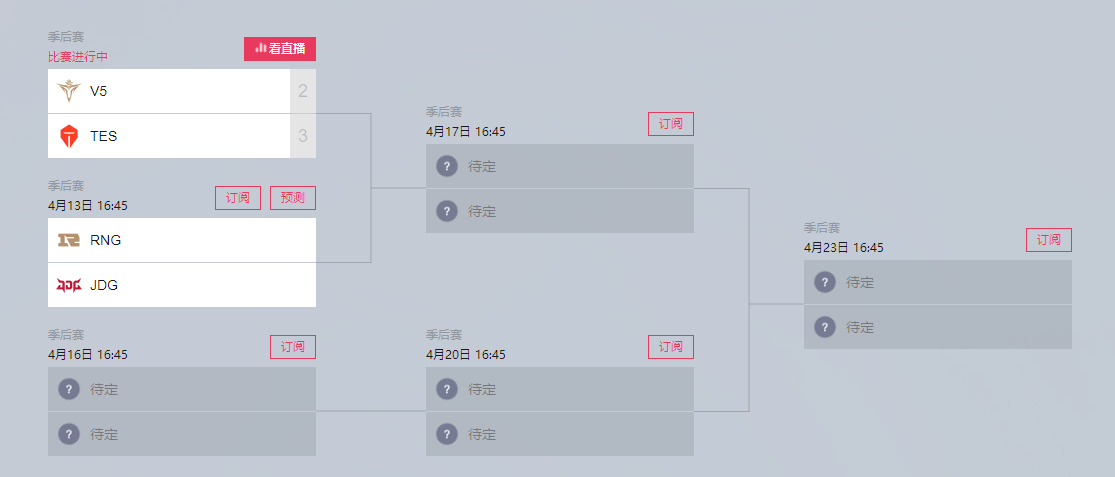 季后赛
比赛进行中
看直播
V5
2
TES
3
季后赛
4月13日 16:45
订阅
预测
RNG
JDG
季后赛
4月16日 16:45
订阅
?
待定
?
待定
季后赛
4月17日 16:45
订阅
?
待定
?
待定
季后赛
4月20日 16:45
订阅
?
待定
?
待定
季后赛
4月23日 16:45
订阅
?
待定
?
待定